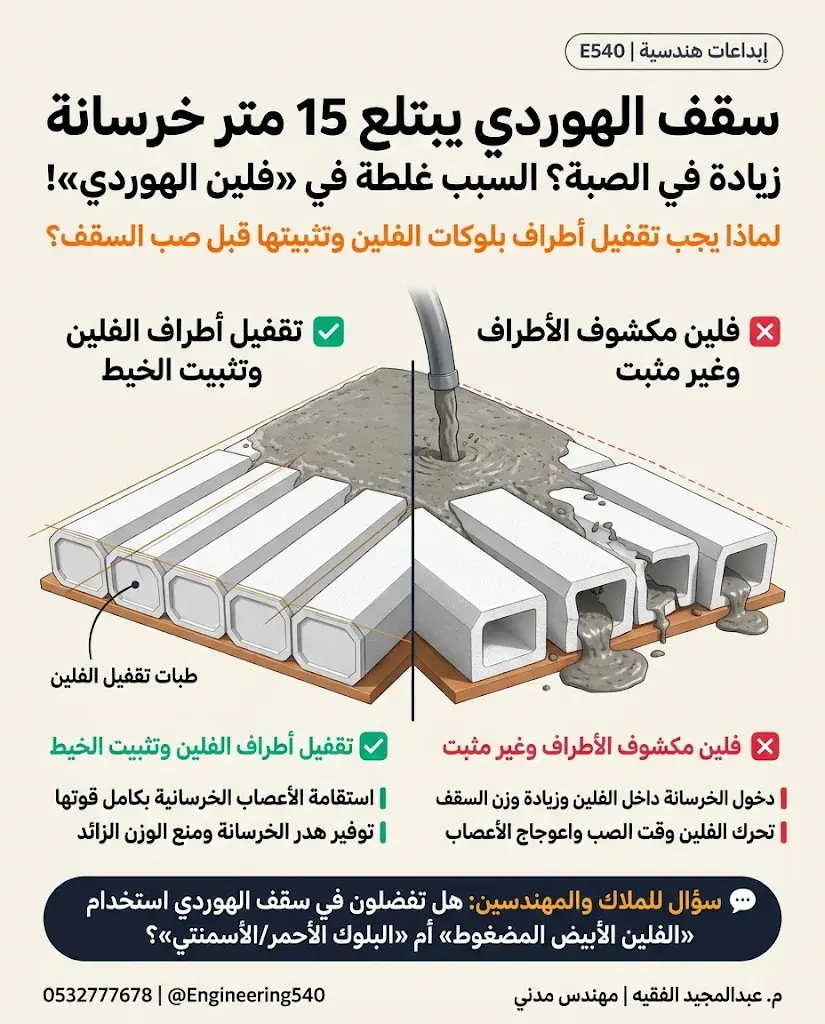 إبداعات هندسية | E540
سقف الهوردي يبتلع 15 متر خرسانة
زيادة في الصبة؟ السبب غلطة في «فلين الهوردي»!
لماذا يجب تقفيل أطراف بلوكات الفلين وتثبيتها قبل صب السقف؟
فلين مكشوف الأطراف
وغير مثبت
تقفيل أطراف الفلين
وتثبيت الخيط
طبات تقفيل الفلين
فلين مكشوف الأطراف وغير مثبت
دخول الخرسانة داخل الفلين وزيادة وزن السقف
تحرك الفلين وقت الصب واعوجاج الأعصاب
تقفيل أطراف الفلين وتثبيت الخيط
استقامة الأعصاب الخرسانية بكامل قوتها
توفير هدر الخرسانة ومنع الوزن الزائد
سؤال للملاك والمهندسين: هل تفضلون في سقف الهوردي استخدام
«الفلين الأبيض المضغوط» أم «البلوك الأحمر/الأسمنتي»؟
م. عبدالمجيد الفقيه | مهندس مدني
0532777678 | @Engineering540